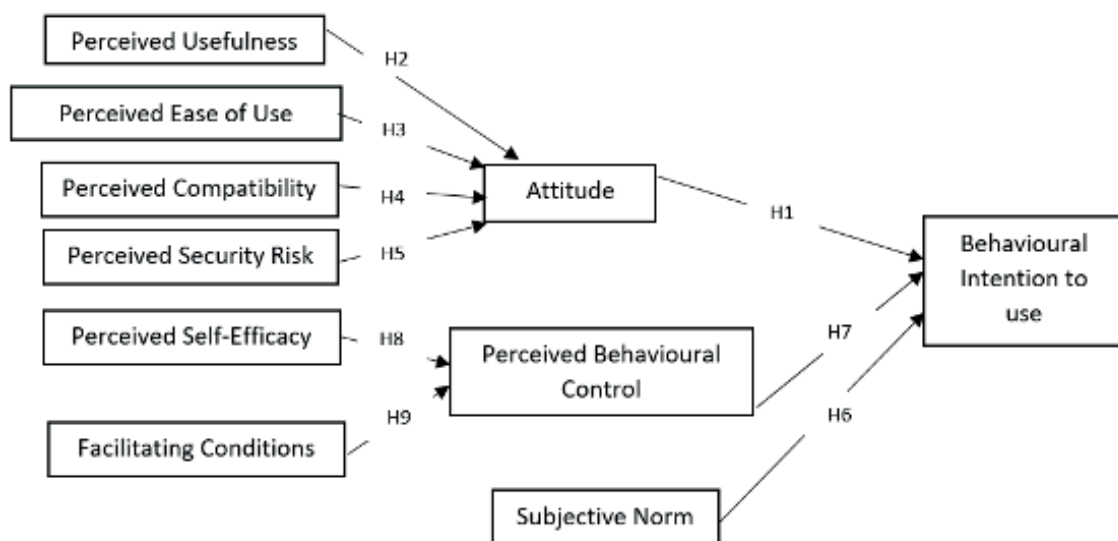 Perceived Usefulness
H2
Perceived Ease of Use
H3
Perceived Compatibility
H4
Attitude
H1
Perceived Security Risk
H5
Behavioural
Intention to
use
Perceived Self-Efficacy
H8
Perceived Behavioural
Control
H7
H9
H6
Facilitating Conditions
Subjective Norm